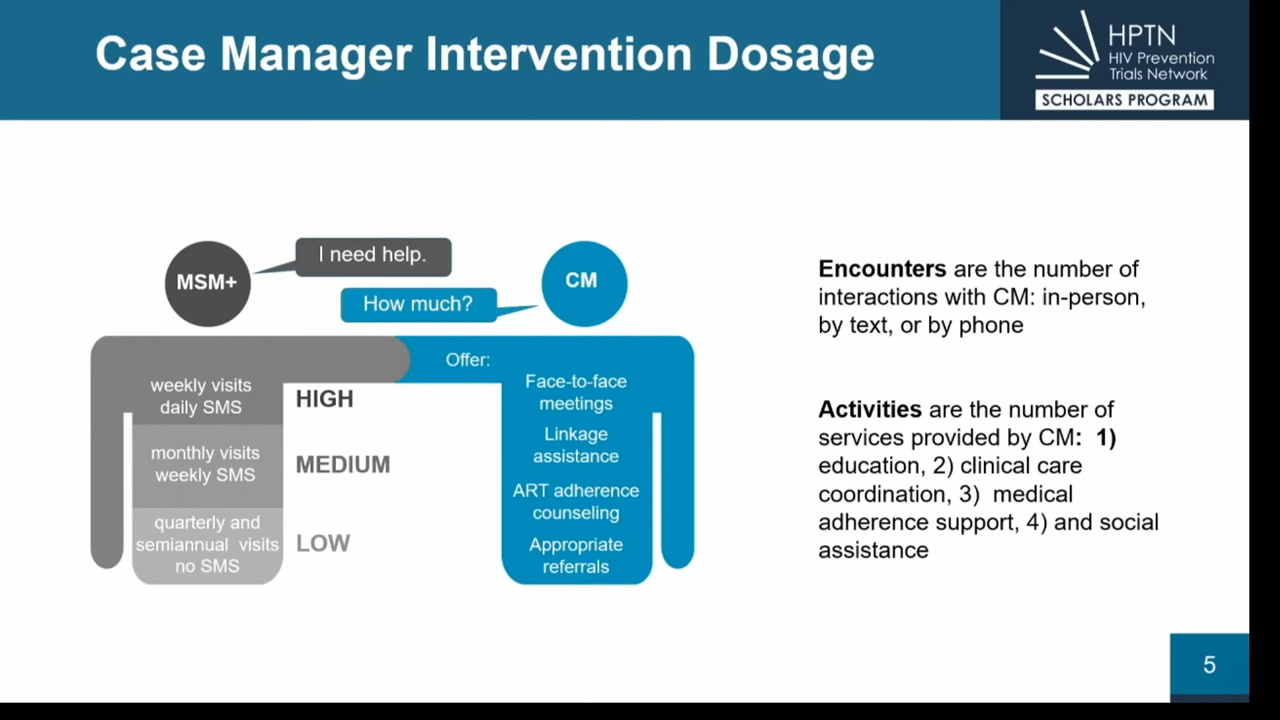 Case Manager Intervention Dosage
HPTN
HIV Prevention
Trials Network
SCHOLARS PROGRAM
MSM+
I need help.
How much?
CM
weekly visits
daily SMS
HIGH
monthly visits
weekly SMS
MEDIUM
quarterly and
semiannual visits
no SMS
LOW
Offer:
Face-to-face
meetings
Linkage
assistance
ART adherence
counseling
Appropriate
referrals
Encounters are the number of
interactions with CM: in-person,
by text, or by phone
Activities are the number of
services provided by CM: 1)
education, 2) clinical care
coordination, 3) medical
adherence support, 4) and social
assistance
5